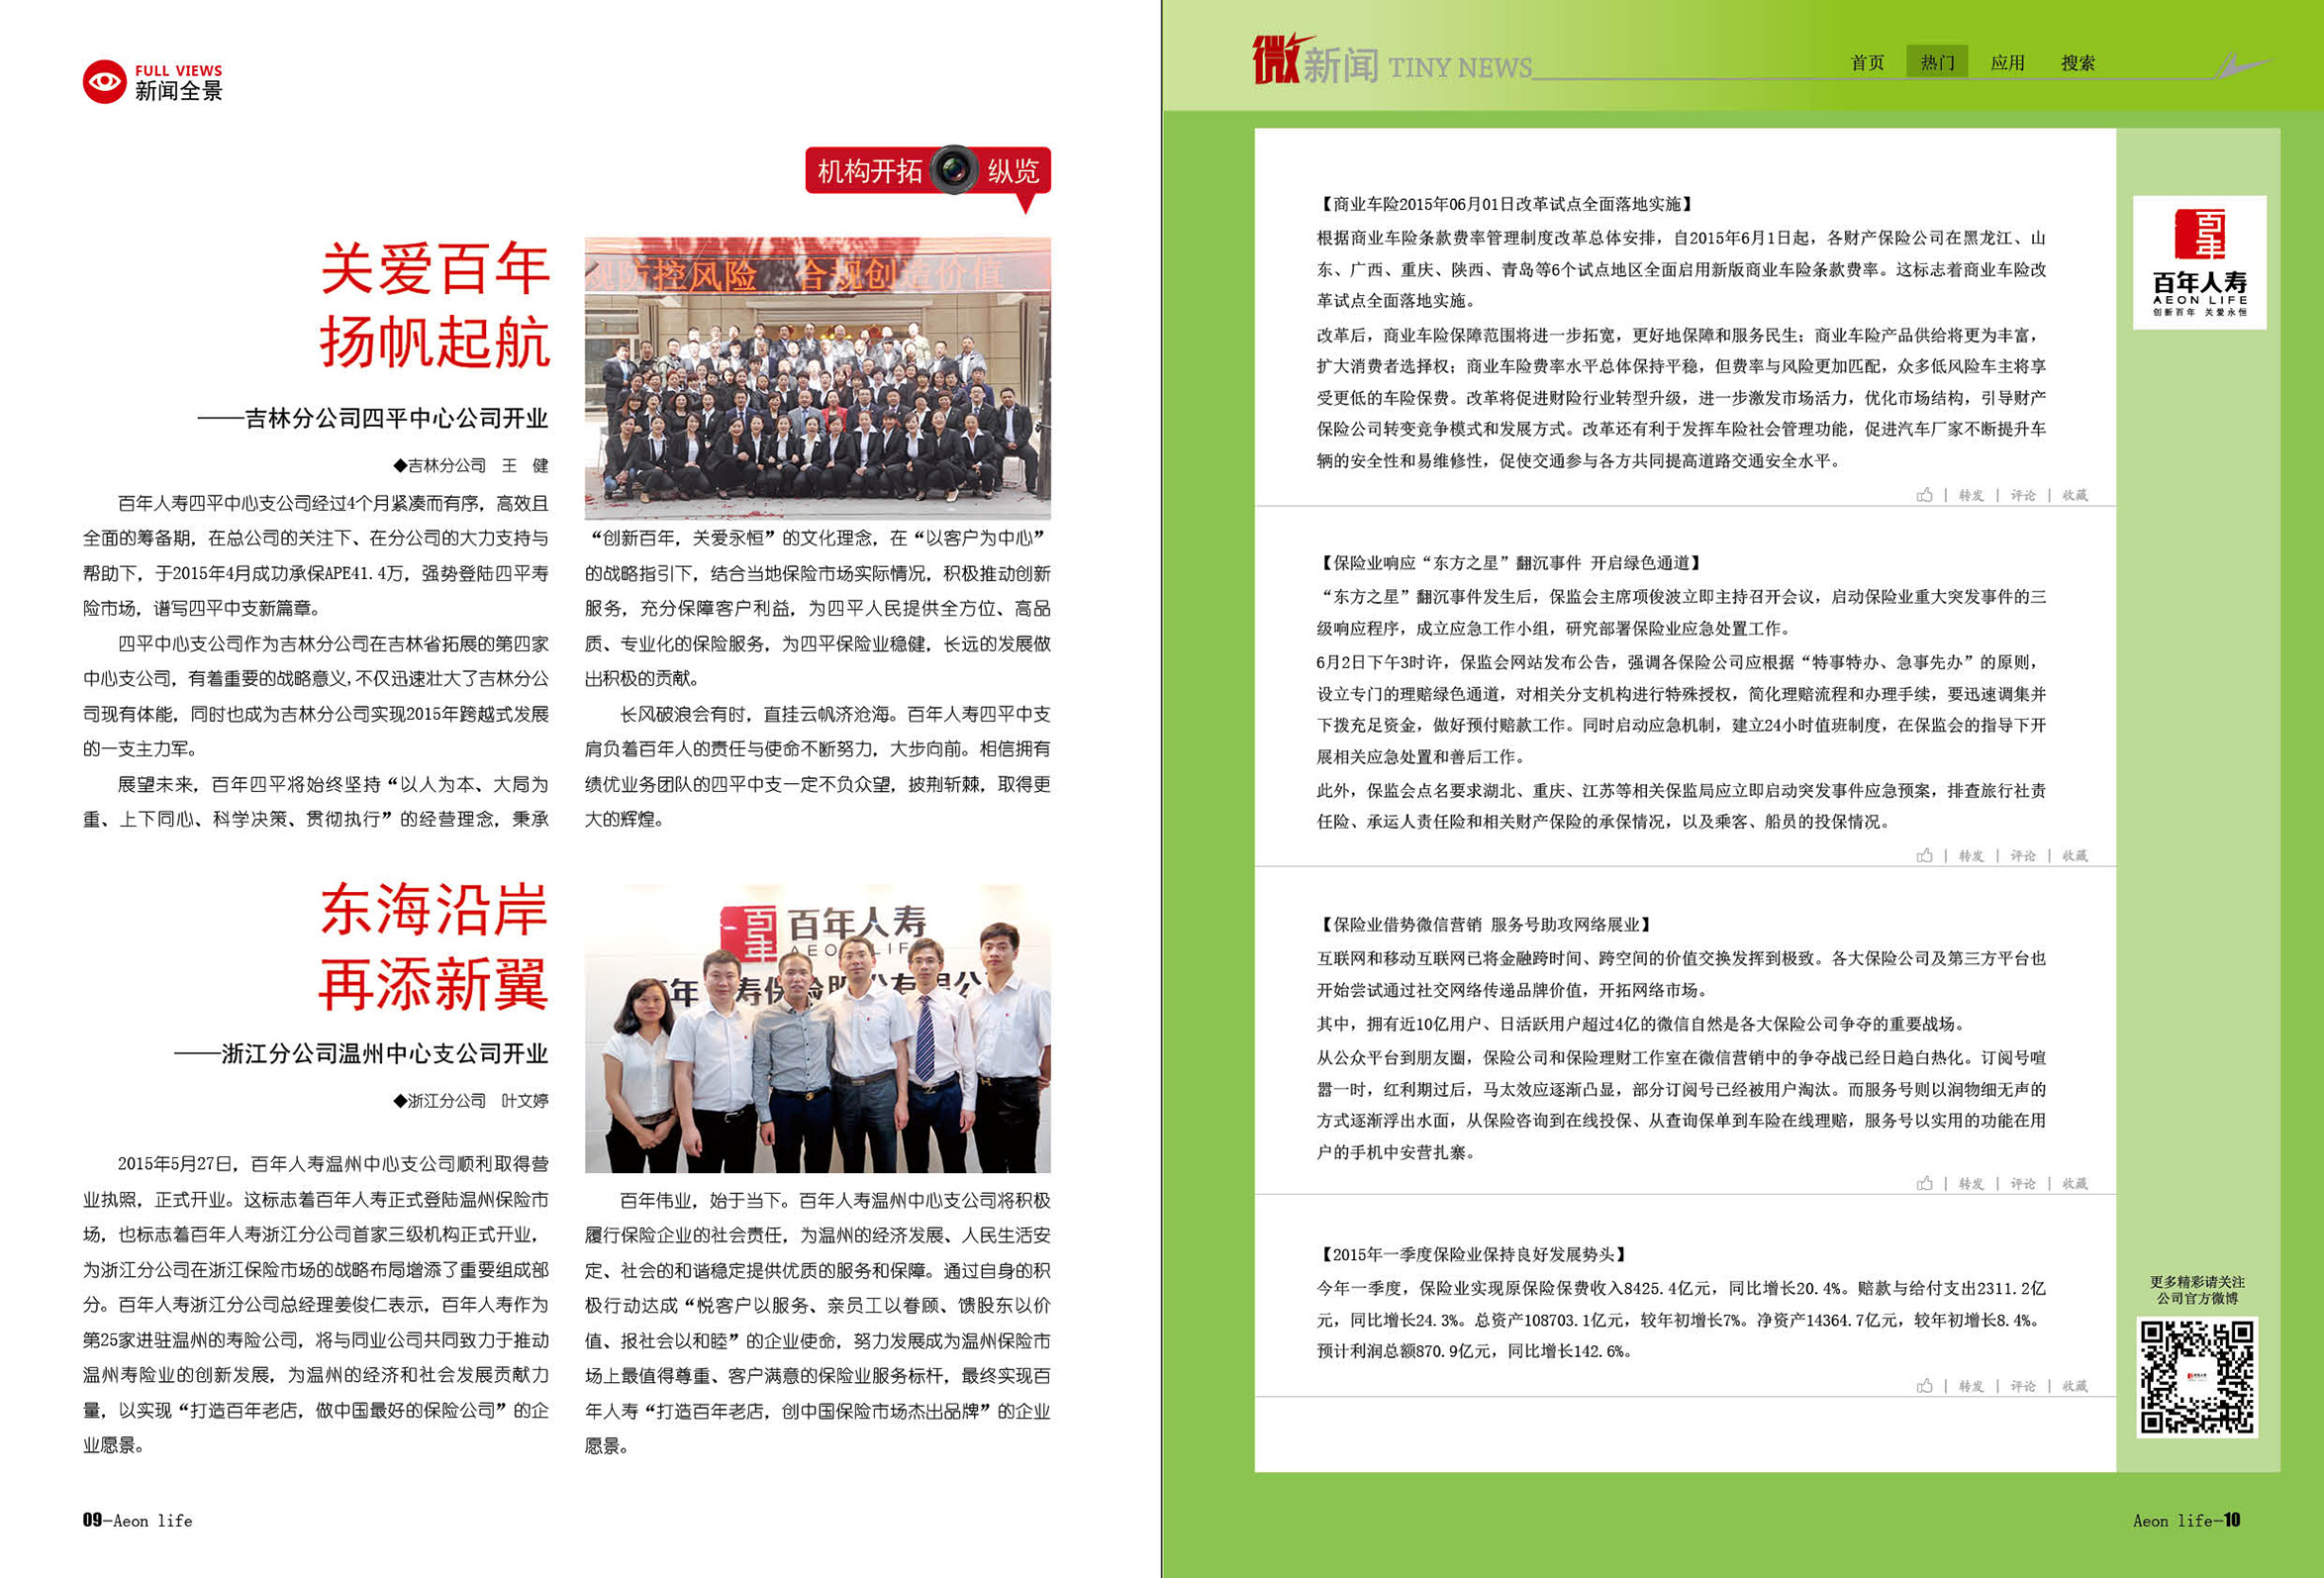 FULL VIEWS
新闻全景
机构开拓 纵览
关爱百年
扬帆起航
——吉林分公司四平中心公司开业
◆吉林分公司 王 健
百年人寿四平中心支公司经过4个月紧凑而有序，高效且
全面的筹备期，在总公司的关注下、在分公司的大力支持与
帮助下，于2015年4月成功承保APE41.4万，强势登陆四平寿
险市场，谱写四平中支新篇章。
四平中心支公司作为吉林分公司在吉林省拓展的第四家
中心支公司，有着重要的战略意义,不仅迅速壮大了吉林分公
司现有体能，同时也成为吉林分公司实现2015年跨越式发展
的一支主力军。
展望未来，百年四平将始终坚持“以人为本、大局为
重、上下同心、科学决策、贯彻执行”的经营理念，秉承
防控风险 合规创造价值
“创新百年，关爱永恒”的文化理念，在“以客户为中心”
的战略指引下，结合当地保险市场实际情况，积极推动创新
服务，充分保障客户利益，为四平人民提供全方位、高品
质、专业化的保险服务，为四平保险业稳健，长远的发展做
出积极的贡献。
长风破浪会有时，直挂云帆济沧海。百年人寿四平中支
肩负着百年人的责任与使命不断努力，大步向前。相信拥有
绩优业务团队的四平中支一定不负众望，披荆斩棘，取得更
大的辉煌。
东海沿岸
再添新翼
——浙江分公司温州中心支公司开业
◆浙江分公司 叶文婷
2015年5月27日，百年人寿温州中心支公司顺利取得营
业执照，正式开业。这标志着百年人寿正式登陆温州保险市
场，也标志着百年人寿浙江分公司首家三级机构正式开业，
为浙江分公司在浙江保险市场的战略布局增添了重要组成部
分。百年人寿浙江分公司总经理姜俊仁表示，百年人寿作为
第25家进驻温州的寿险公司，将与同业公司共同致力于推动
温州寿险业的创新发展，为温州的经济和社会发展贡献力
量，以实现“打造百年老店，做中国最好的保险公司”的企
业愿景。
百年人寿
百年伟业，始于当下。百年人寿温州中心支公司将积极
履行保险企业的社会责任，为温州的经济发展、人民生活安
定、社会的和谐稳定提供优质的服务和保障。通过自身的积
极行动达成“悦客户以服务、亲员工以眷顾、馈股东以价
值、报社会以和睦”的企业使命，努力发展成为温州保险市
场上最值得尊重、客户满意的保险业服务标杆，最终实现百
年人寿“打造百年老店，创中国保险市场杰出品牌”的企业
愿景。
09—Aeon life
微新闻 TINY NEWS
首页 热门 应用 搜索
【商业车险2015年06月01日改革试点全面落地实施】
根据商业车险条款费率管理制度改革总体安排，自2015年6月1日起，各财产保险公司在黑龙江、山
东、广西、重庆、陕西、青岛等6个试点地区全面启用新版商业车险条款费率。这标志着商业车险改
革试点全面落地实施。
改革后，商业车险保障范围将进一步拓宽，更好地保障和服务民生；商业车险产品供给将更为丰富，
扩大消费者选择权；商业车险费率水平总体保持平稳，但费率与风险更加匹配，众多低风险车主将享
受更低的车险保费。改革将促进财险行业转型升级，进一步激发市场活力，优化市场结构，引导财产
保险公司转变竞争模式和发展方式。改革还有利于发挥车险社会管理功能，促进汽车厂家不断提升车
辆的安全性和易维修性，促使交通参与各方共同提高道路交通安全水平。
| 转发 | 评论 | 收藏
【保险业响应“东方之星”翻沉事件 开启绿色通道】
“东方之星”翻沉事件发生后，保监会主席项俊波立即主持召开会议，启动保险业重大突发事件的三
级响应程序，成立应急工作小组，研究部署保险业应急处置工作。
6月2日下午3时许，保监会网站发布公告，强调各保险公司应根据“特事特办、急事先办”的原则，
设立专门的理赔绿色通道，对相关分支机构进行特殊授权，简化理赔流程和办理手续，要迅速调集并
下拨充足资金，做好预付赔款工作。同时启动应急机制，建立24小时值班制度，在保监会的指导下开
展相关应急处置和善后工作。
此外，保监会点名要求湖北、重庆、江苏等相关保监局应立即启动突发事件应急预案，排查旅行社责
任险、承运人责任险和相关财产保险的承保情况，以及乘客、船员的投保情况。
| 转发 | 评论 | 收藏
【保险业借势微信营销 服务号助攻网络展业】
互联网和移动互联网已将金融跨时间、跨空间的价值交换发挥到极致。各大保险公司及第三方平台也
开始尝试通过社交网络传递品牌价值，开拓网络市场。
其中，拥有近10亿用户、日活跃用户超过4亿的微信自然是各大保险公司争夺的重要战场。
从公众平台到朋友圈，保险公司和保险理财工作室在微信营销中的争夺战已经日趋白热化。订阅号喧
嚣一时，红利期过后，马太效应逐渐凸显，部分订阅号已经被用户淘汰。而服务号则以润物细无声的
方式逐渐浮出水面，从保险咨询到在线投保、从查询保单到车险在线理赔，服务号以实用的功能在用
户的手机中安营扎寨。
| 转发 | 评论 | 收藏
【2015年一季度保险业保持良好发展势头】
今年一季度，保险业实现原保险保费收入8425.4亿元，同比增长20.4%。赔款与给付支出2311.2亿
元，同比增长24.3%。总资产108703.1亿元，较年初增长7%。净资产14364.7亿元，较年初增长8.4%。
预计利润总额870.9亿元，同比增长142.6%。
| 转发 | 评论 | 收藏
百年
百年人寿
AEON LIFE
创新百年 关爱永恒
更多精彩请关注
公司官方微博
Aeon life—10